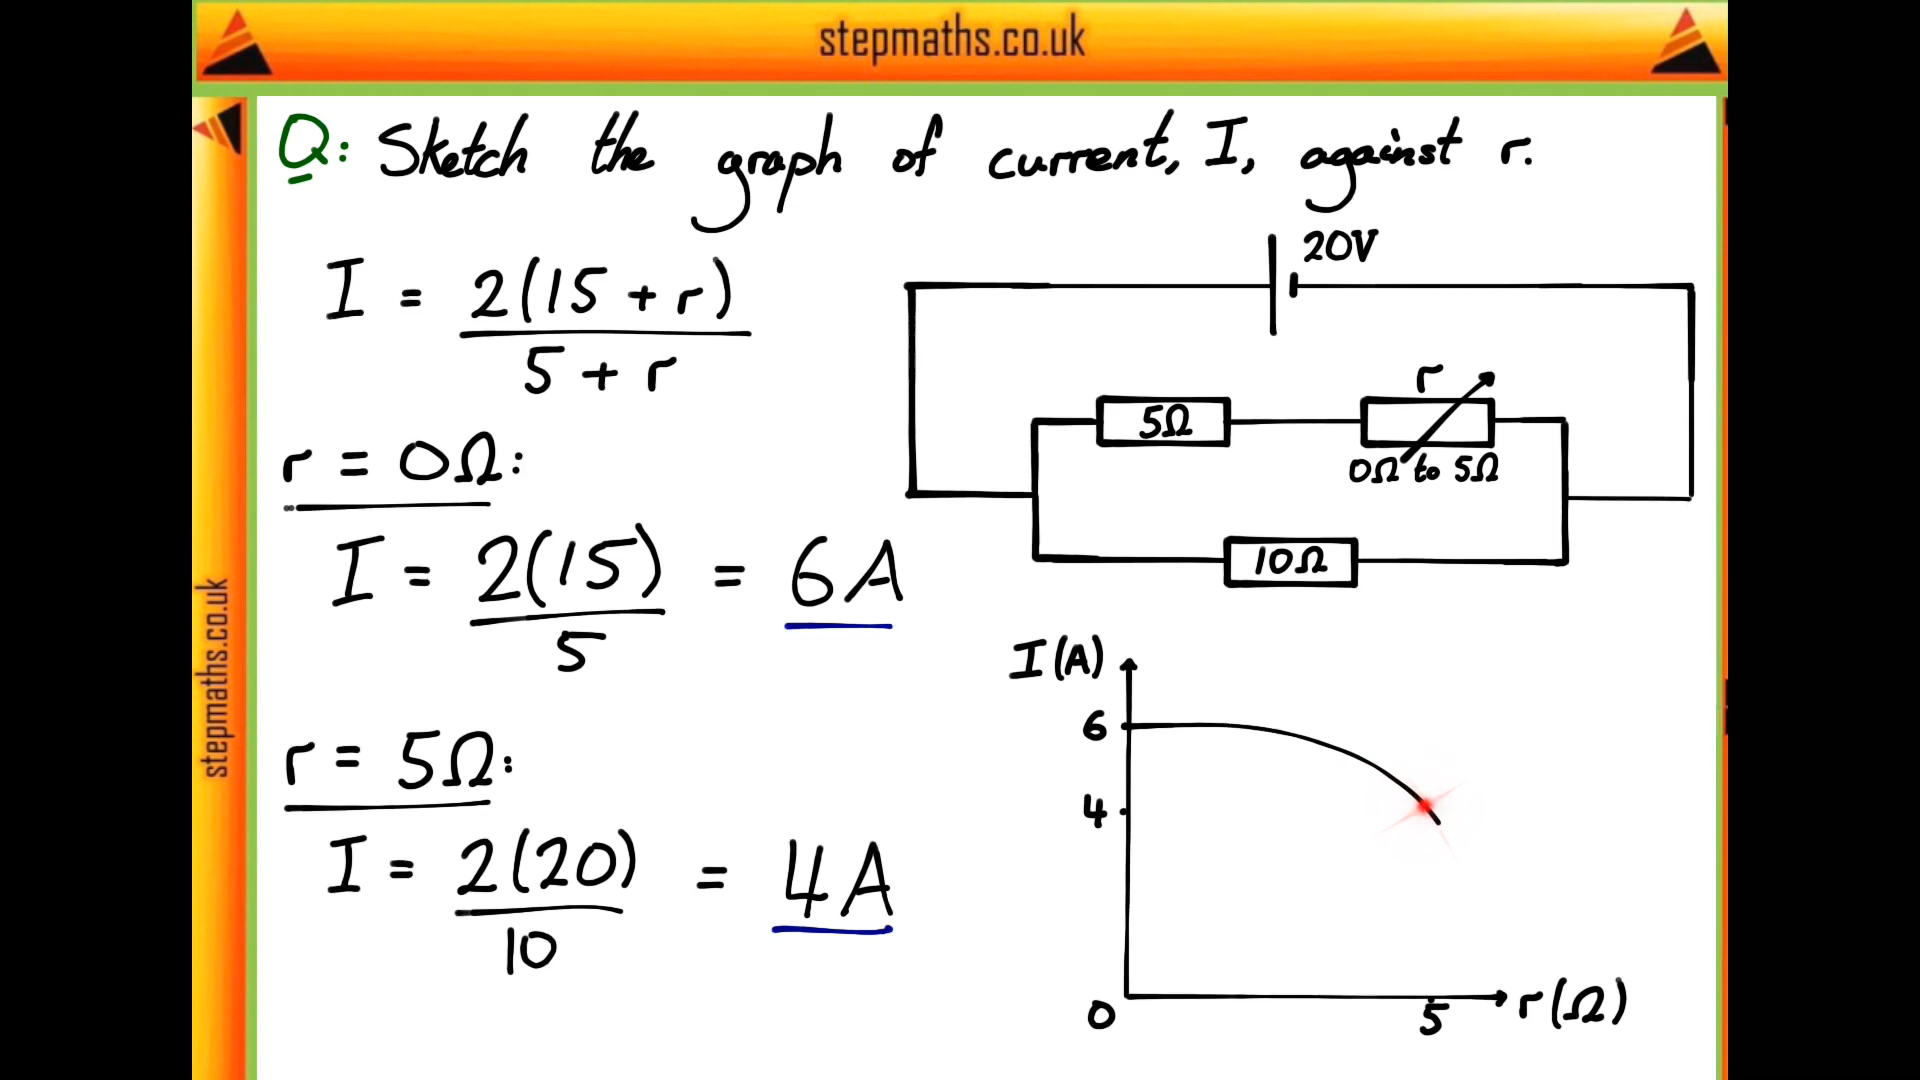 stepmaths.co.uk
stepmaths.co.uk
Q: Sketch the graph of current, I, against r.
I = 2(15 + r)
5 + r
20V
5Ω
r
0Ω to 5Ω
10Ω
r = 0Ω:
I = 2(15) = 6A
5
r = 5Ω:
I = 2(20) = 4A
10
I (A)
6
4
0
5
r (Ω)